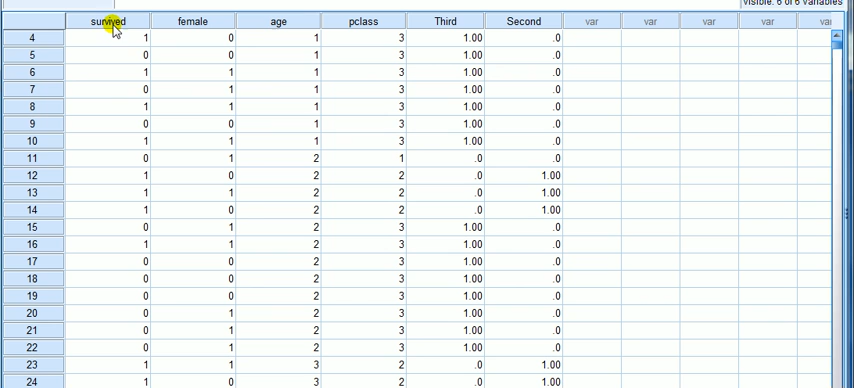 Visible: 6 of 6 Variables
survived female age pclass Third Second var var var var var
4 1 0 1 3 1.00 .0
5 0 0 1 3 1.00 .0
6 1 1 1 3 1.00 .0
7 0 1 1 3 1.00 .0
8 1 1 1 3 1.00 .0
9 0 0 1 3 1.00 .0
10 1 1 1 3 1.00 .0
11 0 1 2 1 .0 .0
12 1 0 2 2 .0 1.00
13 1 1 2 2 .0 1.00
14 1 0 2 2 .0 1.00
15 0 1 2 3 1.00 .0
16 1 1 2 3 1.00 .0
17 0 0 2 3 1.00 .0
18 0 0 2 3 1.00 .0
19 0 0 2 3 1.00 .0
20 0 1 2 3 1.00 .0
21 0 1 2 3 1.00 .0
22 0 1 2 3 1.00 .0
23 1 1 3 2 .0 1.00
24 1 0 3 2 .0 1.00